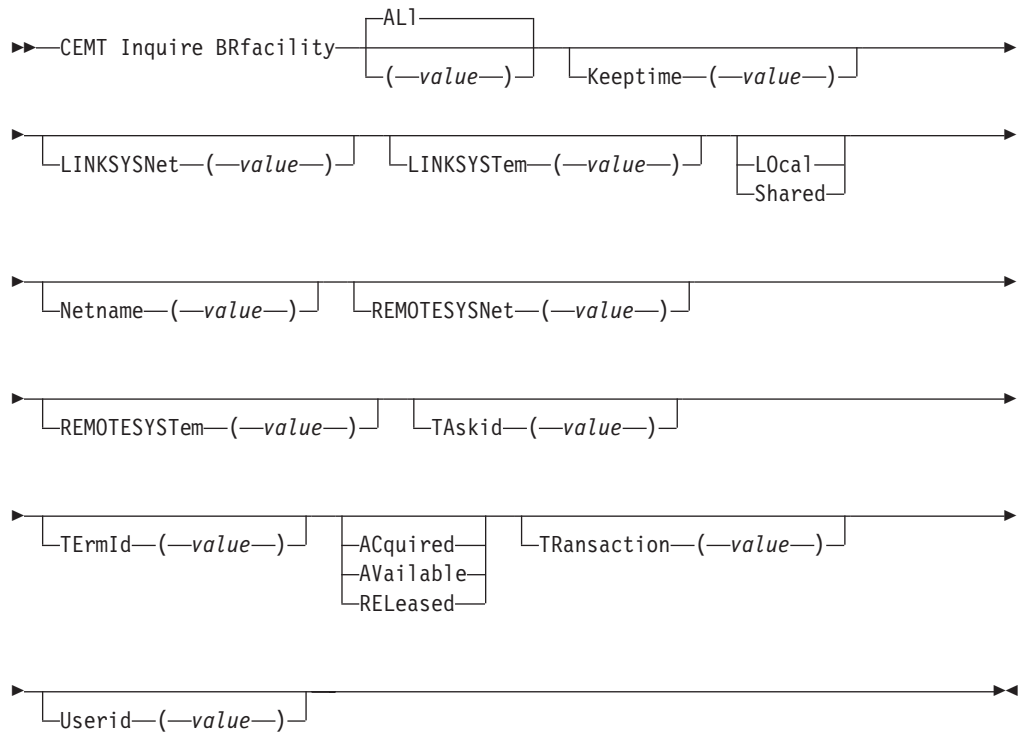 ALl
CEMT Inquire BRfacility
(value) Keeptime (value)
LINKSYSNet (value) LINKSYSTem (value) LOcal
Shared
Netname (value) REMOTESYSNet (value)
REMOTESYSTem (value) TAskid (value)
TErmId (value) ACquired TRansaction (value)
AVailable
RELeased
Userid (value)